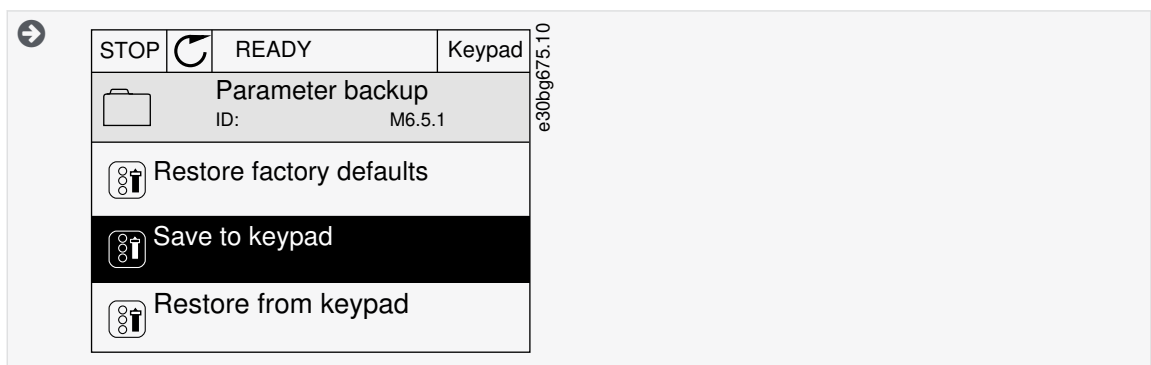 STOP READY Keypad
Parameter backup
ID: M6.5.1
Restore factory defaults
Save to keypad
Restore from keypad
e30bg675.10